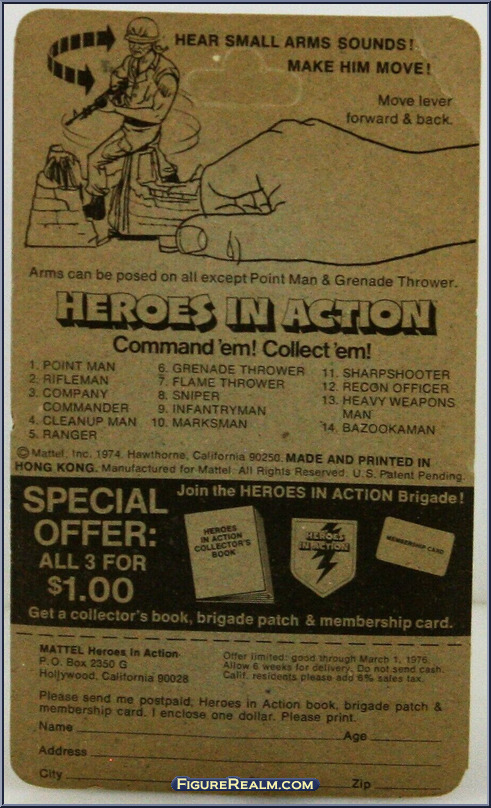 HEAR SMALL ARMS SOUNDS!
MAKE HIM MOVE!
Move lever
forward & back.
Arms can be posed on all except Point Man & Grenade Thrower.
HEROES IN ACTION
Command 'em! Collect 'em!
1. POINT MAN
2. RIFLEMAN
3. COMPANY
COMMANDER
4. CLEANUP MAN
5. RANGER
6. GRENADE THROWER
7. FLAME THROWER
8. SNIPER
9. INFANTRYMAN
10. MARKSMAN
11. SHARPSHOOTER
12. RECON OFFICER
13. HEAVY WEAPONS
MAN
14. BAZOOKAMAN
© Mattel, Inc. 1974, Hawthorne, California 90250. MADE AND PRINTED IN
HONG KONG. Manufactured for Mattel. All Rights Reserved. U.S. Patent Pending.
SPECIAL
OFFER:
ALL 3 FOR
$1.00
Join the HEROES IN ACTION Brigade!
HEROES
IN ACTION
COLLECTOR'S
BOOK
HEROES
IN ACTION
MEMBERSHIP CARD
Get a collector's book, brigade patch & membership card.
MATTEL Heroes in Action
P.O. Box 2350 G
Hollywood, California 90028
Offer limited: good through March 1, 1976.
Allow 6 weeks for delivery. Do not send cash.
Calif. residents please add 6% sales tax.
Please send me postpaid, Heroes in Action book, brigade patch &
membership card. I enclose one dollar. Please print.
Name Age
Address
City Zip
FIGUREREALM.COM